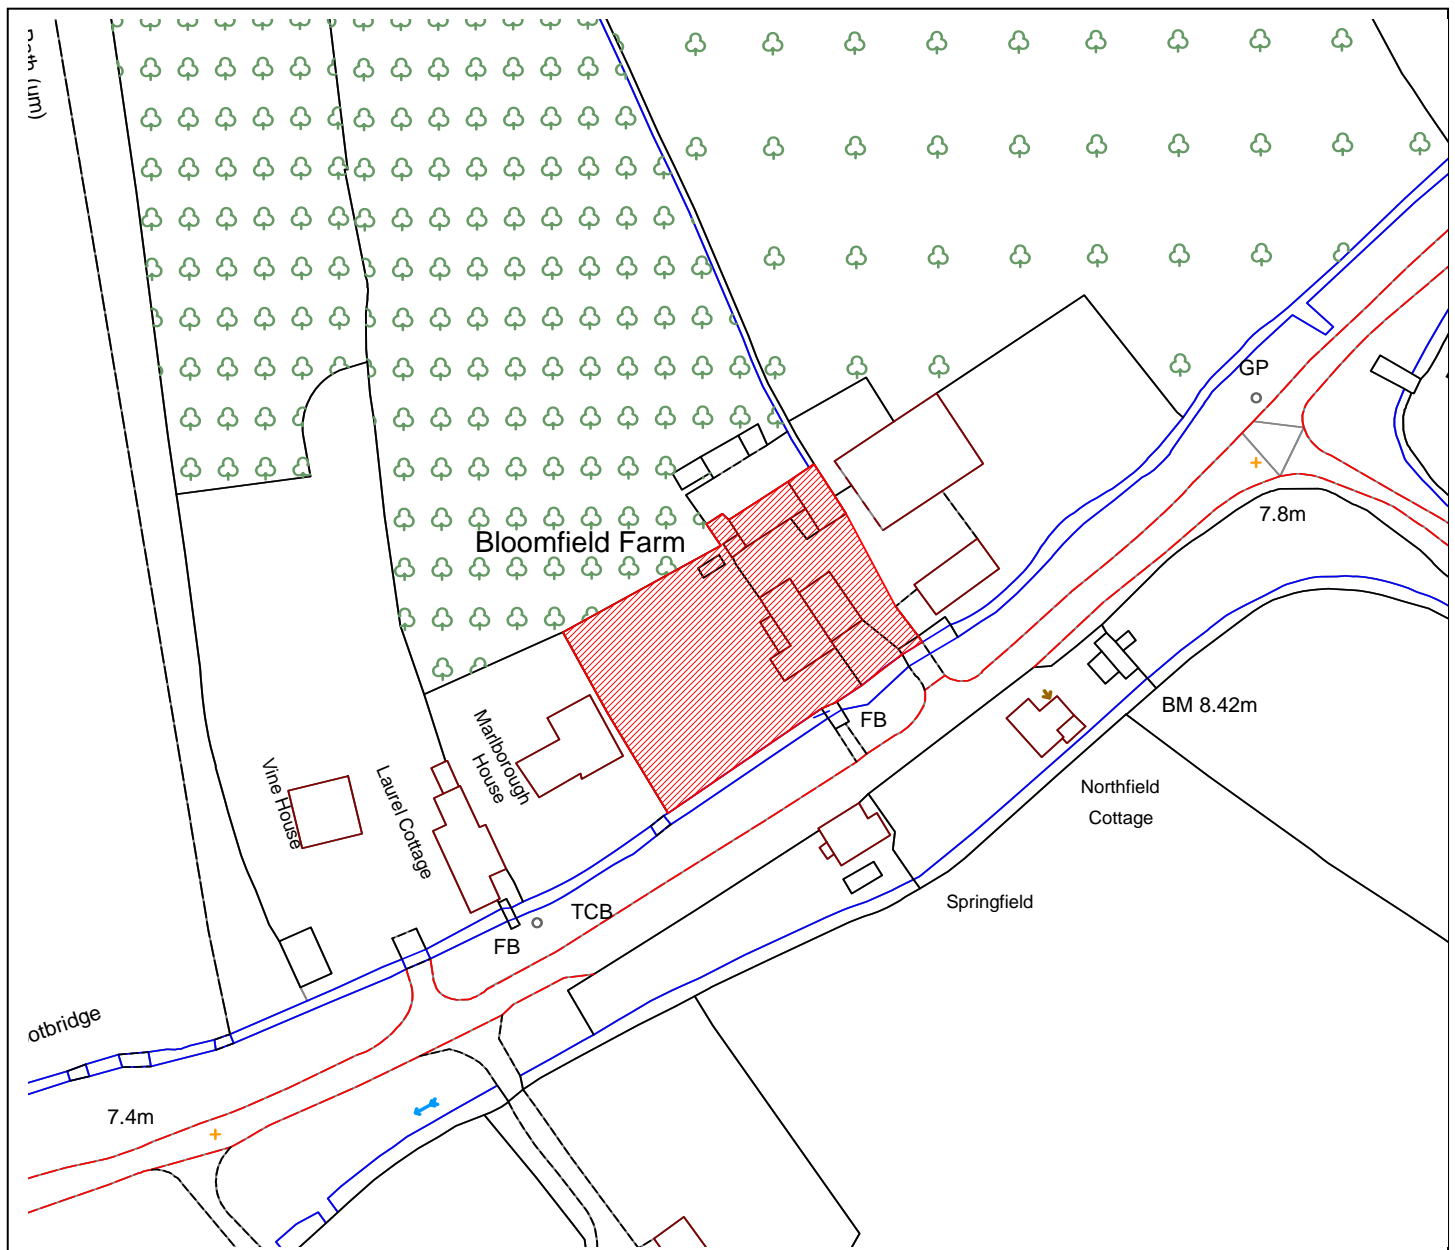 (um)
GP
7.8m
Bloomfield Farm
BM 8.42m
FB
Marlborough
House
Northfield
Cottage
Vine House
Laurel Cottage
Springfield
TCB
FB
otbridge
7.4m